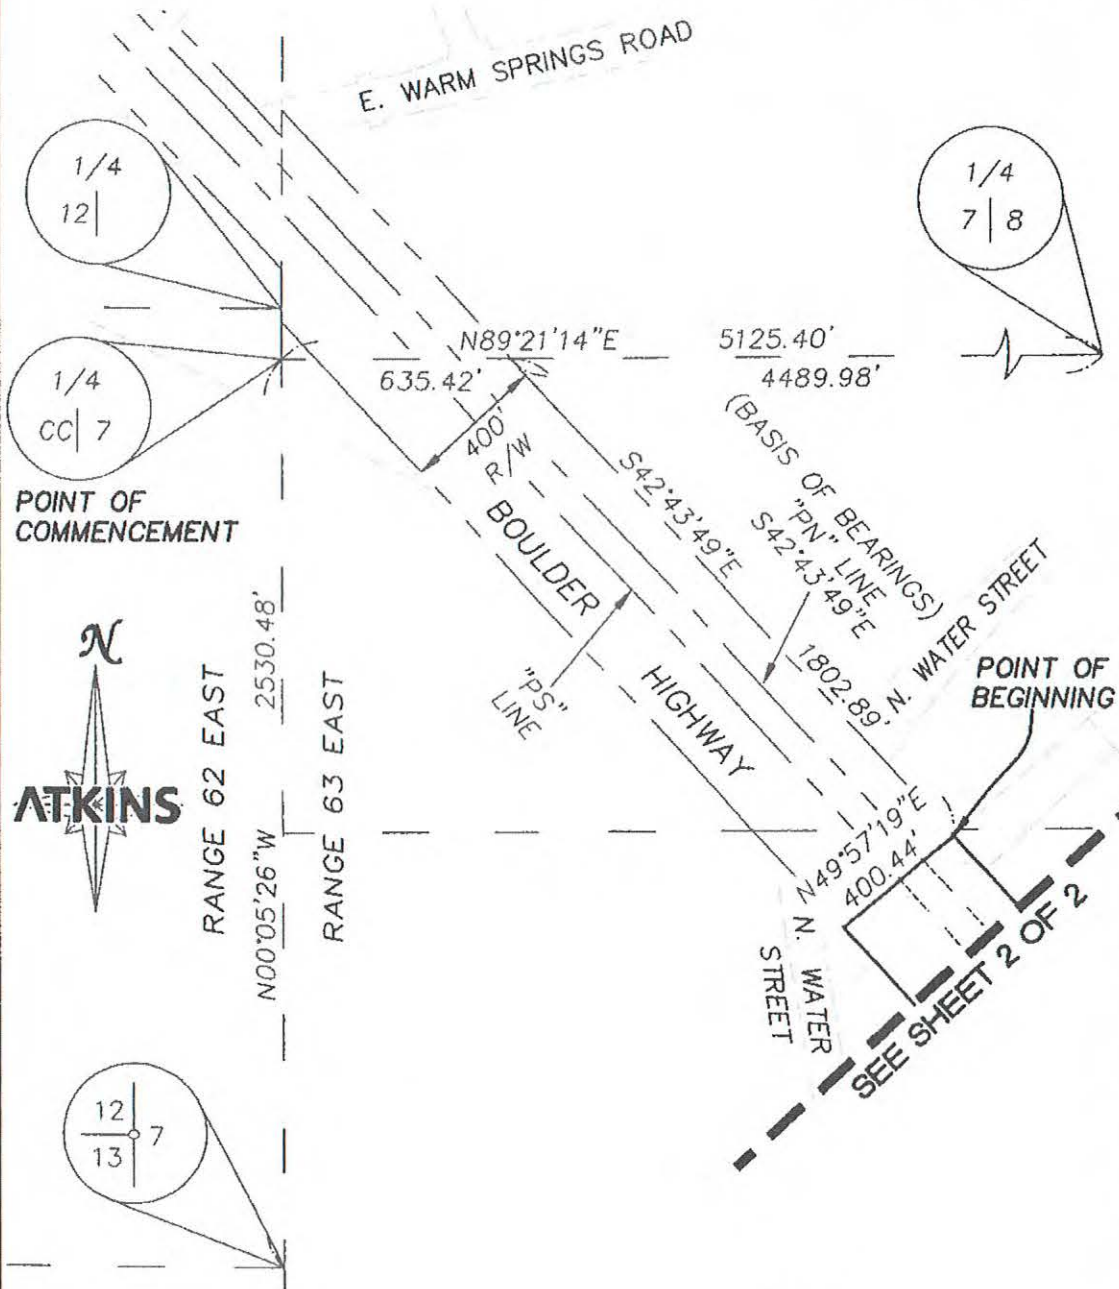 E. WARM SPRINGS ROAD
1/4
12
1/4
7 8
N89°21'14"E
5125.40'
635.42'
4489.98'
1/4
CC 7
POINT OF
COMMENCEMENT
400'
R/W
S42°43'49"E
(BASIS OF BEARINGS)
"PN" LINE
S42°43'49"E
BOULDER
HIGHWAY
"PS"
LINE
1802.89'
N. WATER STREET
POINT OF
BEGINNING
N
ATKINS
RANGE 62 EAST
2530.48'
N00°05'26"W
RANGE 63 EAST
N49°57'19"E
400.44'
N. WATER
STREET
SEE SHEET 2 OF 2
12
7
13